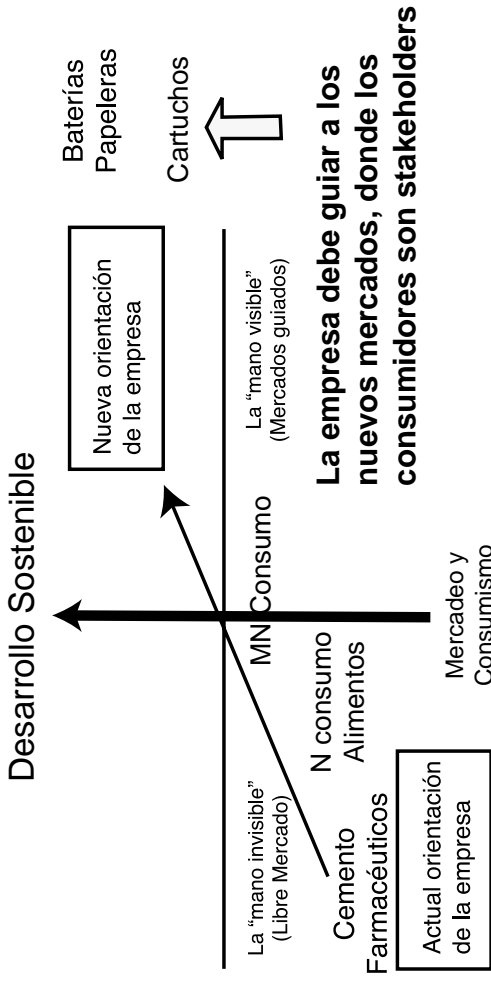 Desarrollo Sostenible
Nueva orientación
de la empresa
Baterías
Papeleras
Cartuchos
La “mano invisible”
(Libre Mercado)
La “mano visible”
(Mercados guiados)
MN Consumo
N consumo
Alimentos
Cemento
Farmacéuticos
Actual orientación
de la empresa
Mercadeo y
Consumismo
La empresa debe guiar a los
nuevos mercados, donde los
consumidores son stakeholders